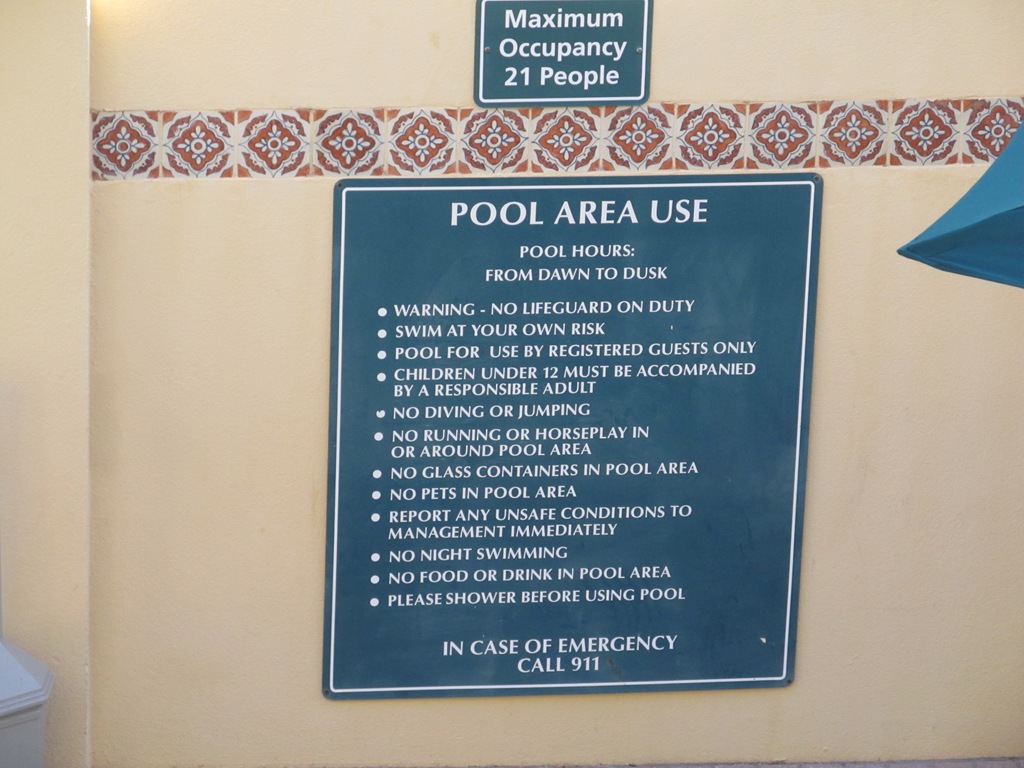 Maximum
Occupancy
21 People
POOL AREA USE
POOL HOURS:
FROM DAWN TO DUSK
• WARNING - NO LIFEGUARD ON DUTY
• SWIM AT YOUR OWN RISK
• POOL FOR USE BY REGISTERED GUESTS ONLY
• CHILDREN UNDER 12 MUST BE ACCOMPANIED
BY A RESPONSIBLE ADULT
• NO DIVING OR JUMPING
• NO RUNNING OR HORSEPLAY IN
OR AROUND POOL AREA
• NO GLASS CONTAINERS IN POOL AREA
• NO PETS IN POOL AREA
• REPORT ANY UNSAFE CONDITIONS TO
MANAGEMENT IMMEDIATELY
• NO NIGHT SWIMMING
• NO FOOD OR DRINK IN POOL AREA
• PLEASE SHOWER BEFORE USING POOL
IN CASE OF EMERGENCY
CALL 911